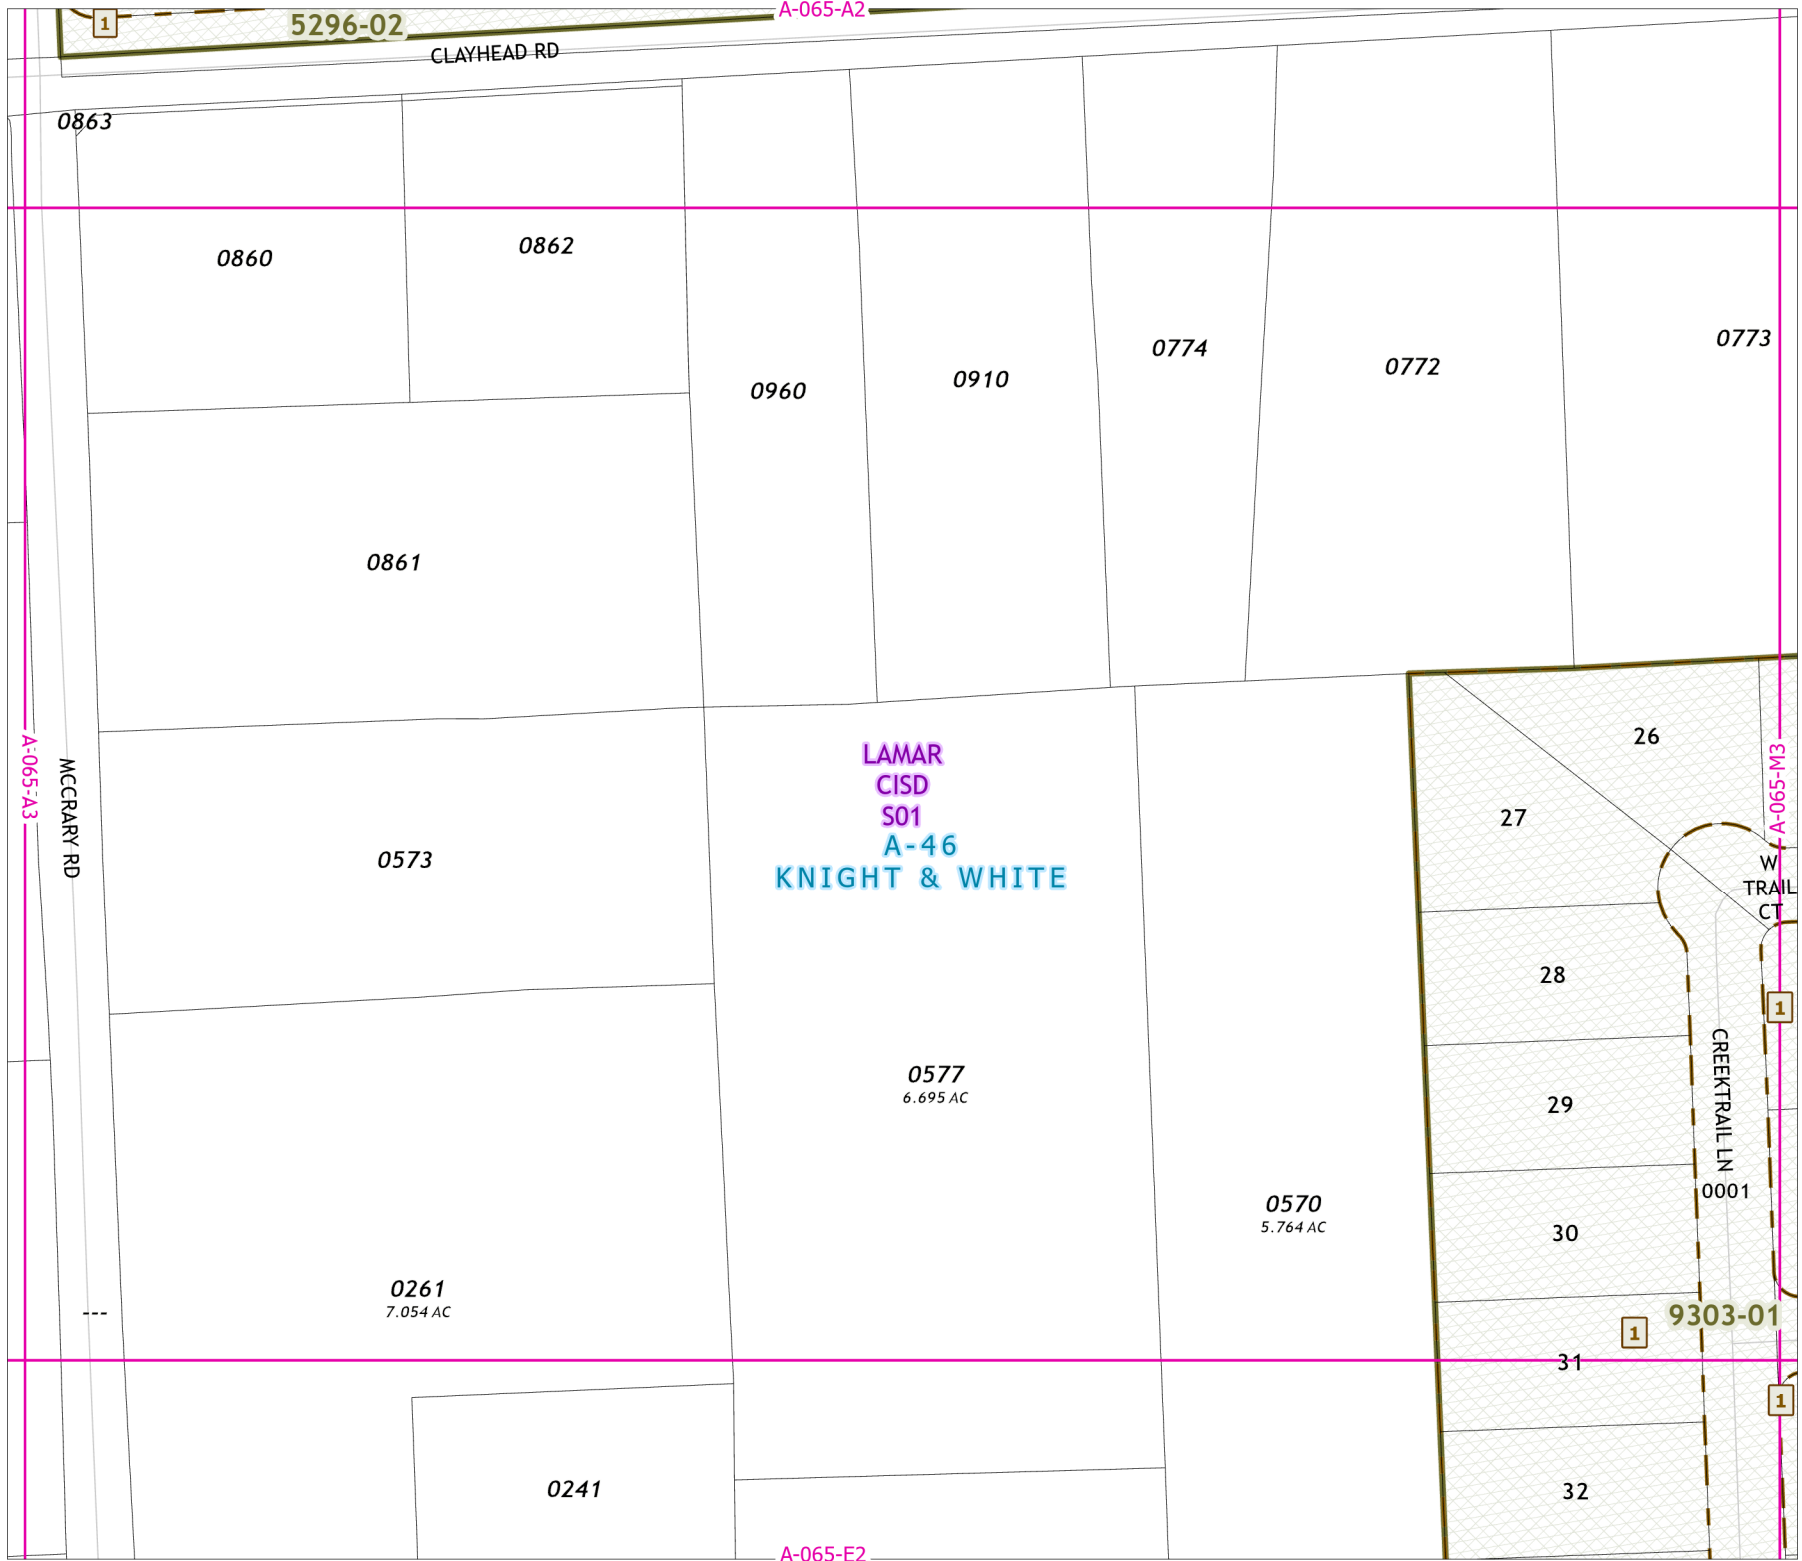 A-065-A2
1
5296-02
CLAYHEAD RD
0863
0860
0862
0960
0910
0774
0772
0773
0861
A-065-A3
MCCRARY RD
0573
LAMAR
CISD
S01
A-46
KNIGHT & WHITE
26
27
A-065-M3
W
TRAIL
CT
28
1
CREEKTRAIL LN
29
0577
6.695 AC
0001
0570
5.764 AC
30
0261
7.054 AC
---
9303-01
1
31
1
0241
32
A-065-E2